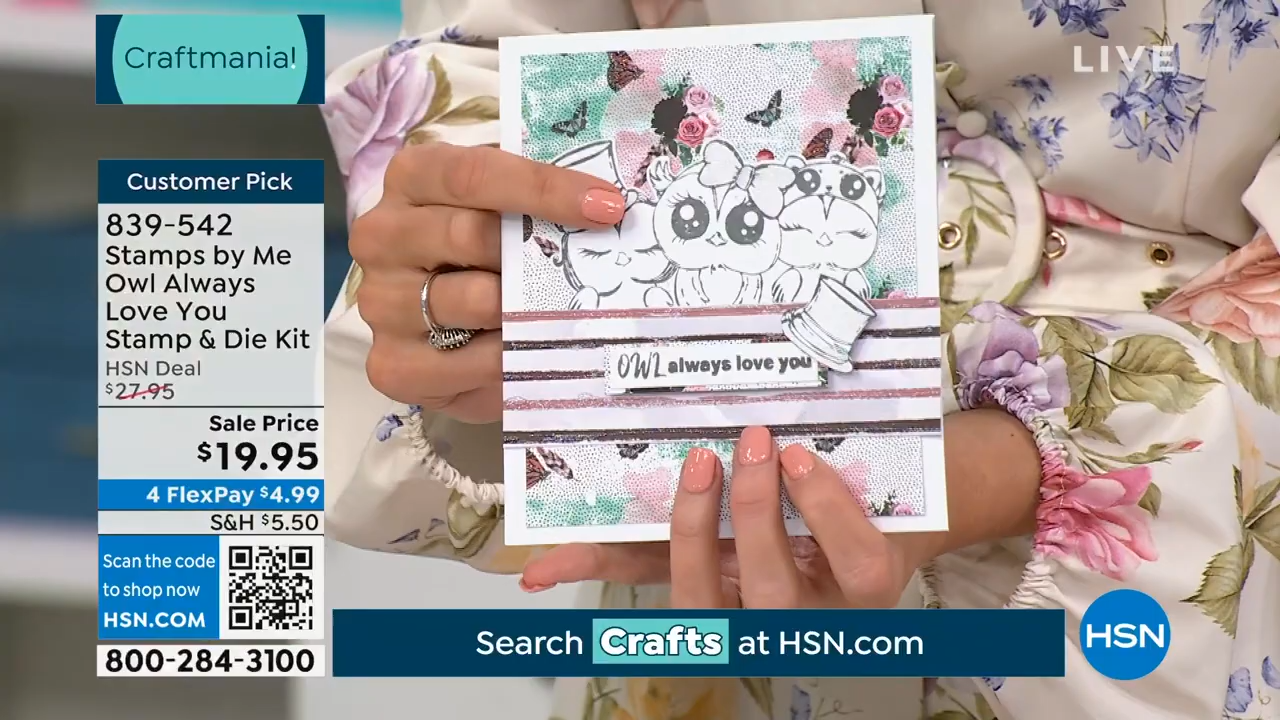 Craftmania!
LIVE
Customer Pick
839-542
Stamps by Me
Owl Always
Love You
Stamp & Die Kit
HSN Deal
$27.95
Sale Price
$19.95
4 FlexPay $4.99
S&H $5.50
Scan the code
to shop now
HSN.COM
800-284-3100
OWL always love you
Search Crafts at HSN.com
HSN